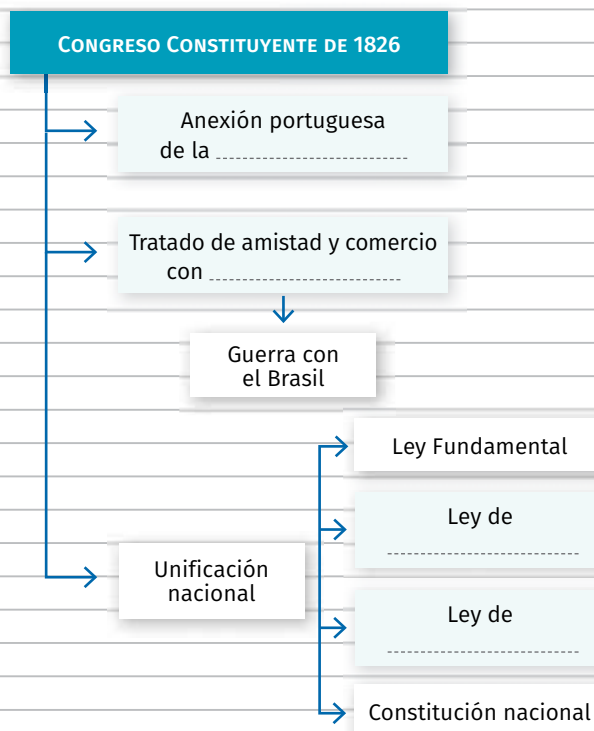 CONGRESO CONSTITUYENTE DE 1826
Anexión portuguesa
de la
Tratado de amistad y comercio
con
Guerra con
el Brasil
Unificación
nacional
Ley Fundamental
Ley de
Ley de
Constitución nacional